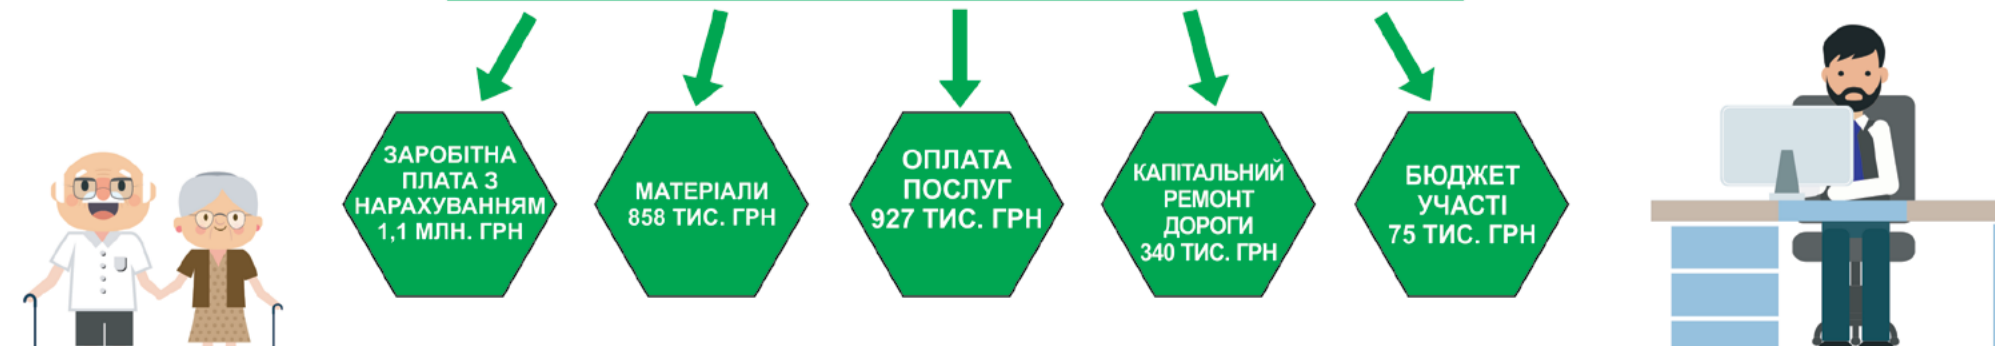 ЗАРОБІТНА
ПЛАТА З
НАРАХУВАННЯМ
1,1 МЛН. ГРН
МАТЕРІАЛИ
858 ТИС. ГРН
ОПЛАТА
ПОСЛУГ
927 ТИС. ГРН
КАПІТАЛЬНИЙ
РЕМОНТ
ДОРОГИ
340 ТИС. ГРН
БЮДЖЕТ
УЧАСТІ
75 ТИС. ГРН